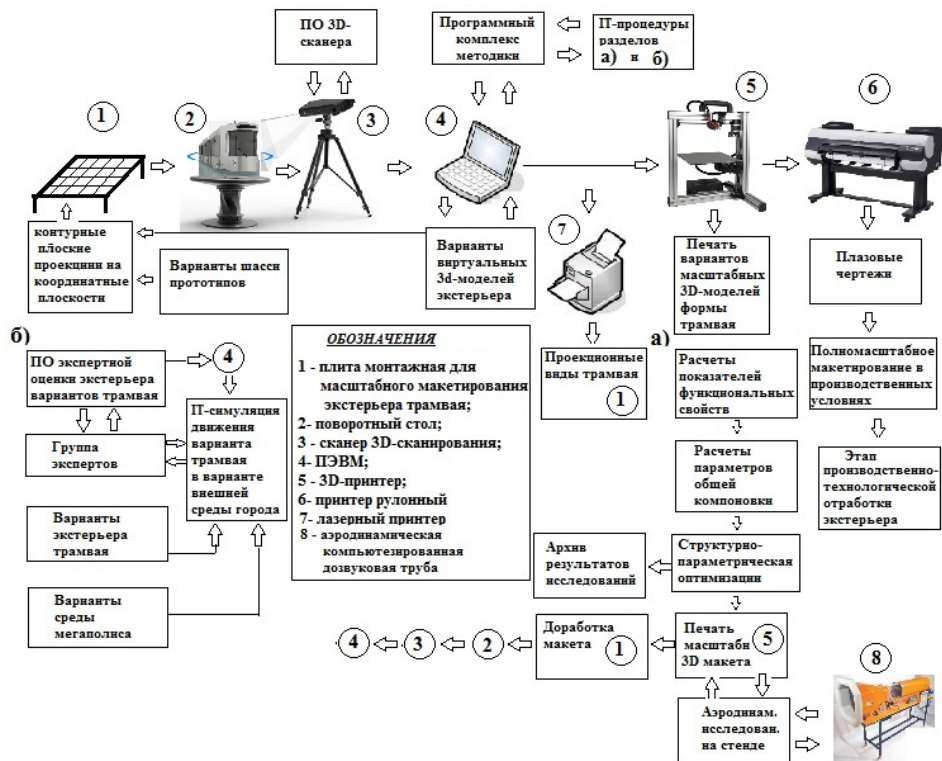 ПО 3D-
сканера
Программный
комплекс
методики
IT-процедуры
разделов
а) и б)
1
2
3
4
5
6
контурные
плоские
проекциии на
координатные
плоскости
Варианты шасси
прототипов
Варианты
виртуальных
3d-моделей
экстерьера
7
Печать
вариантов
масштабных
3D-моделей
формы
трамвая
Плазовые
чертежи
б)
ПО экспертной
оценки экстерьера
вариантов трамвая
4
Группа
экспертов
IT-симуляция
движения
варианта
трамвая
в варианте
внешней
среды города
Варианты
экстерьера
трамвая
Варианты
среды
мегаполиса
ОБОЗНАЧЕНИЯ
1 - плита монтажная для
масштабного макетирования
экстерьера трамвая;
2- поворотный стол;
3 - сканер 3D-сканирования;
4 - ПЭВМ;
5 - 3D-принтер;
6- принтер рулонный
7- лазерный принтер
8 - аэродинамическая
компьютезированная
дозвуковая труба
Проекционные
виды трамвая
1
а)
Расчеты
показателей
функциональных
свойств
Расчеты
параметров
общей
компоновки
Полномасштабное
макетирование в
производственных
условиях
Этап
производственно-
технологической
отработки
экстерьера
Архив
результатов
исследований
Структурно-
параметрическая
оптимизации
4
3
2
Доработка
макета
1
Печать
масштабн
3D макета
5
8
Аэродинам.
исследован.
на стенде